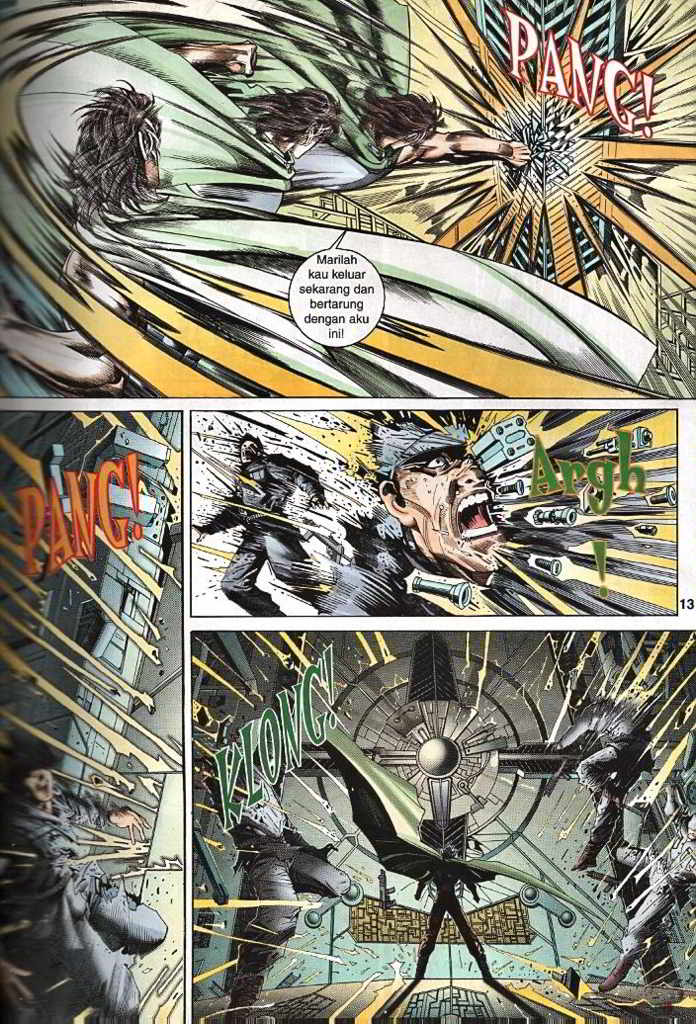 PANG!
Marilah
kau keluar
sekarang dan
bertarung
dengan aku
ini!
PANG!
Argh
!
13
KLONG!